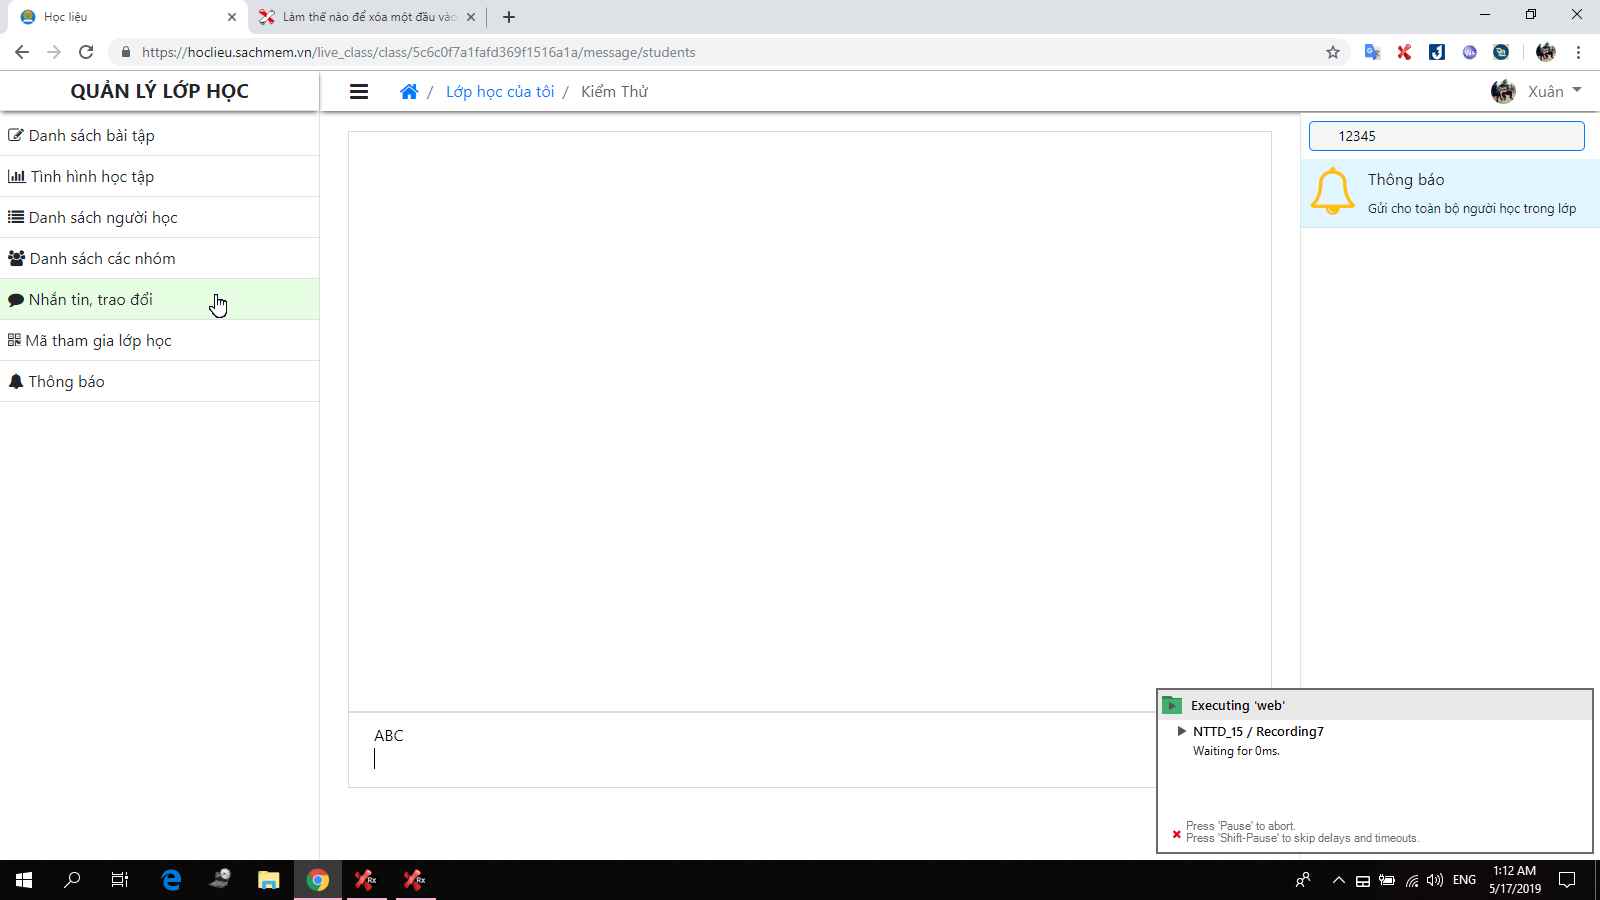 Học liệu
Làm thế nào để xóa một đầu vào
https://hoclieu.sachmem.vn/live_class/class/5c6c0f7a1fafd369f1516a1a/message/students
QUẢN LÝ LỚP HỌC
/ Lớp học của tôi / Kiểm Thử
Xuân
Danh sách bài tập
Tình hình học tập
Danh sách người học
Danh sách các nhóm
Nhắn tin, trao đổi
Mã tham gia lớp học
Thông báo
12345
Thông báo
Gửi cho toàn bộ người học trong lớp
ABC
Executing 'web'
NTTD_15 / Recording7
Waiting for 0ms.
Press 'Pause' to abort.
Press 'Shift-Pause' to skip delays and timeouts.
Rx
Rx
ENG
1:12 AM
5/17/2019